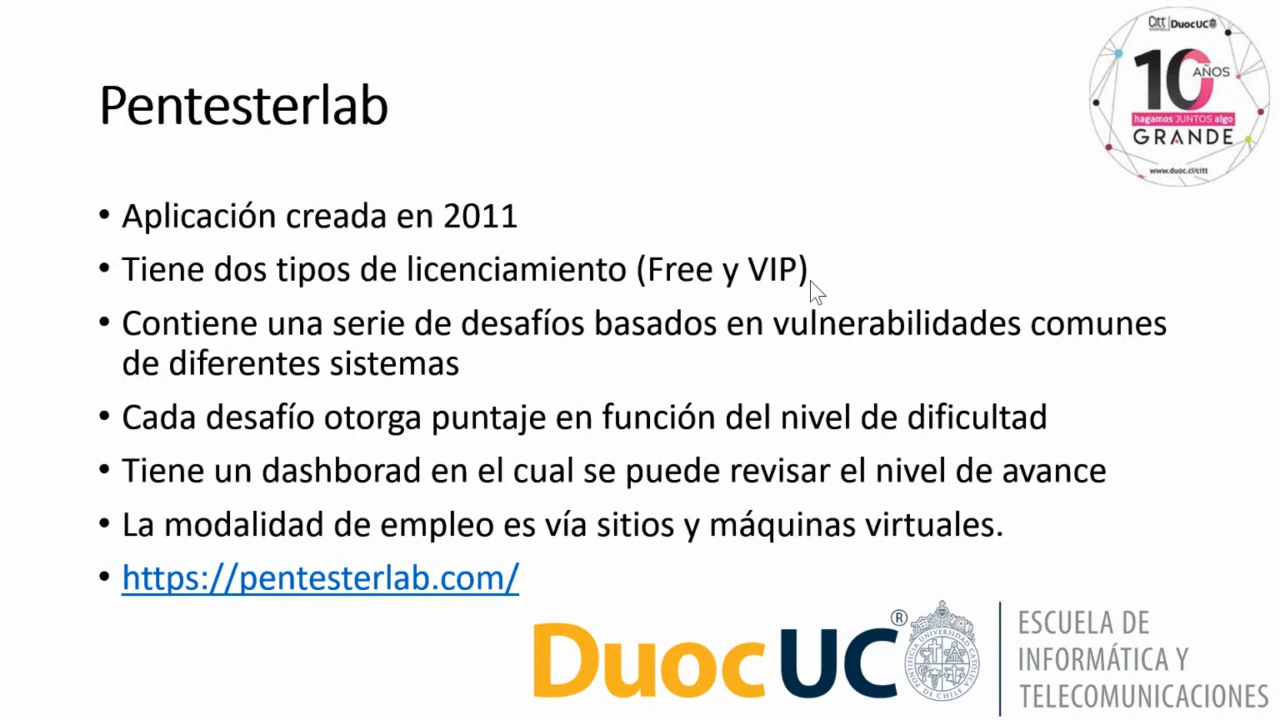 Citt DuocUC
10 AÑOS
hagamos JUNTOS algo
GRANDE
www.duoc.cl/citt
Pentesterlab
• Aplicación creada en 2011
• Tiene dos tipos de licenciamiento (Free y VIP)
• Contiene una serie de desafíos basados en vulnerabilidades comunes
de diferentes sistemas
• Cada desafío otorga puntaje en función del nivel de dificultad
• Tiene un dashborad en el cual se puede revisar el nivel de avance
• La modalidad de empleo es vía sitios y máquinas virtuales.
• https://pentesterlab.com/
Duoc UC ®
ESCUELA DE
INFORMÁTICA Y
TELECOMUNICACIONES